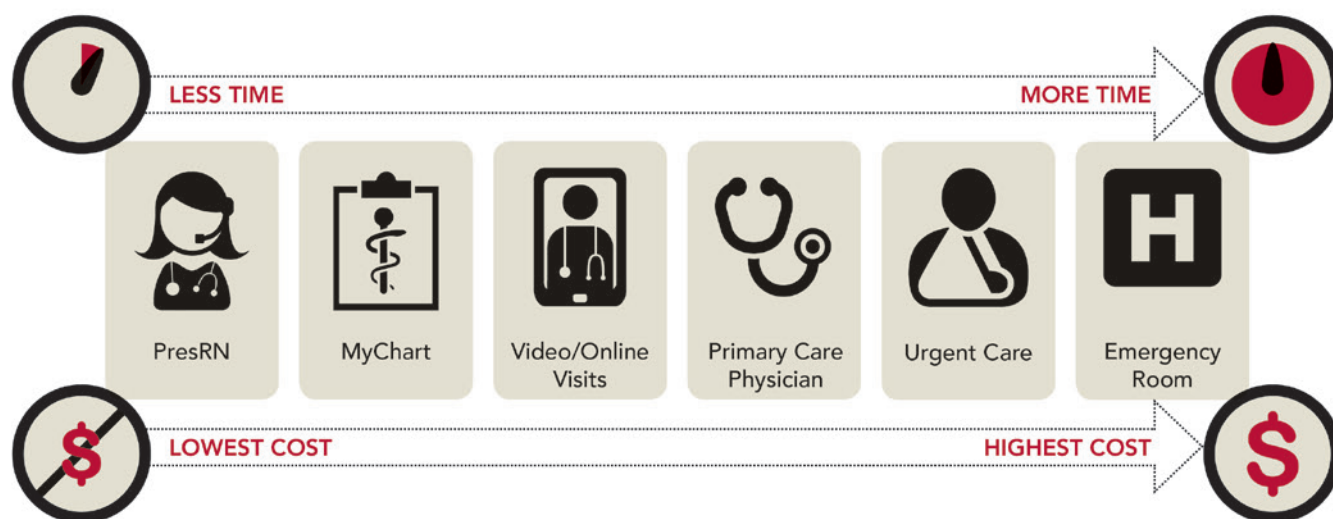 LESS TIME
MORE TIME
H
PresRN
MyChart
Video/Online
Visits
Primary Care
Physician
Urgent Care
Emergency
Room
$
LOWEST COST
HIGHEST COST
$